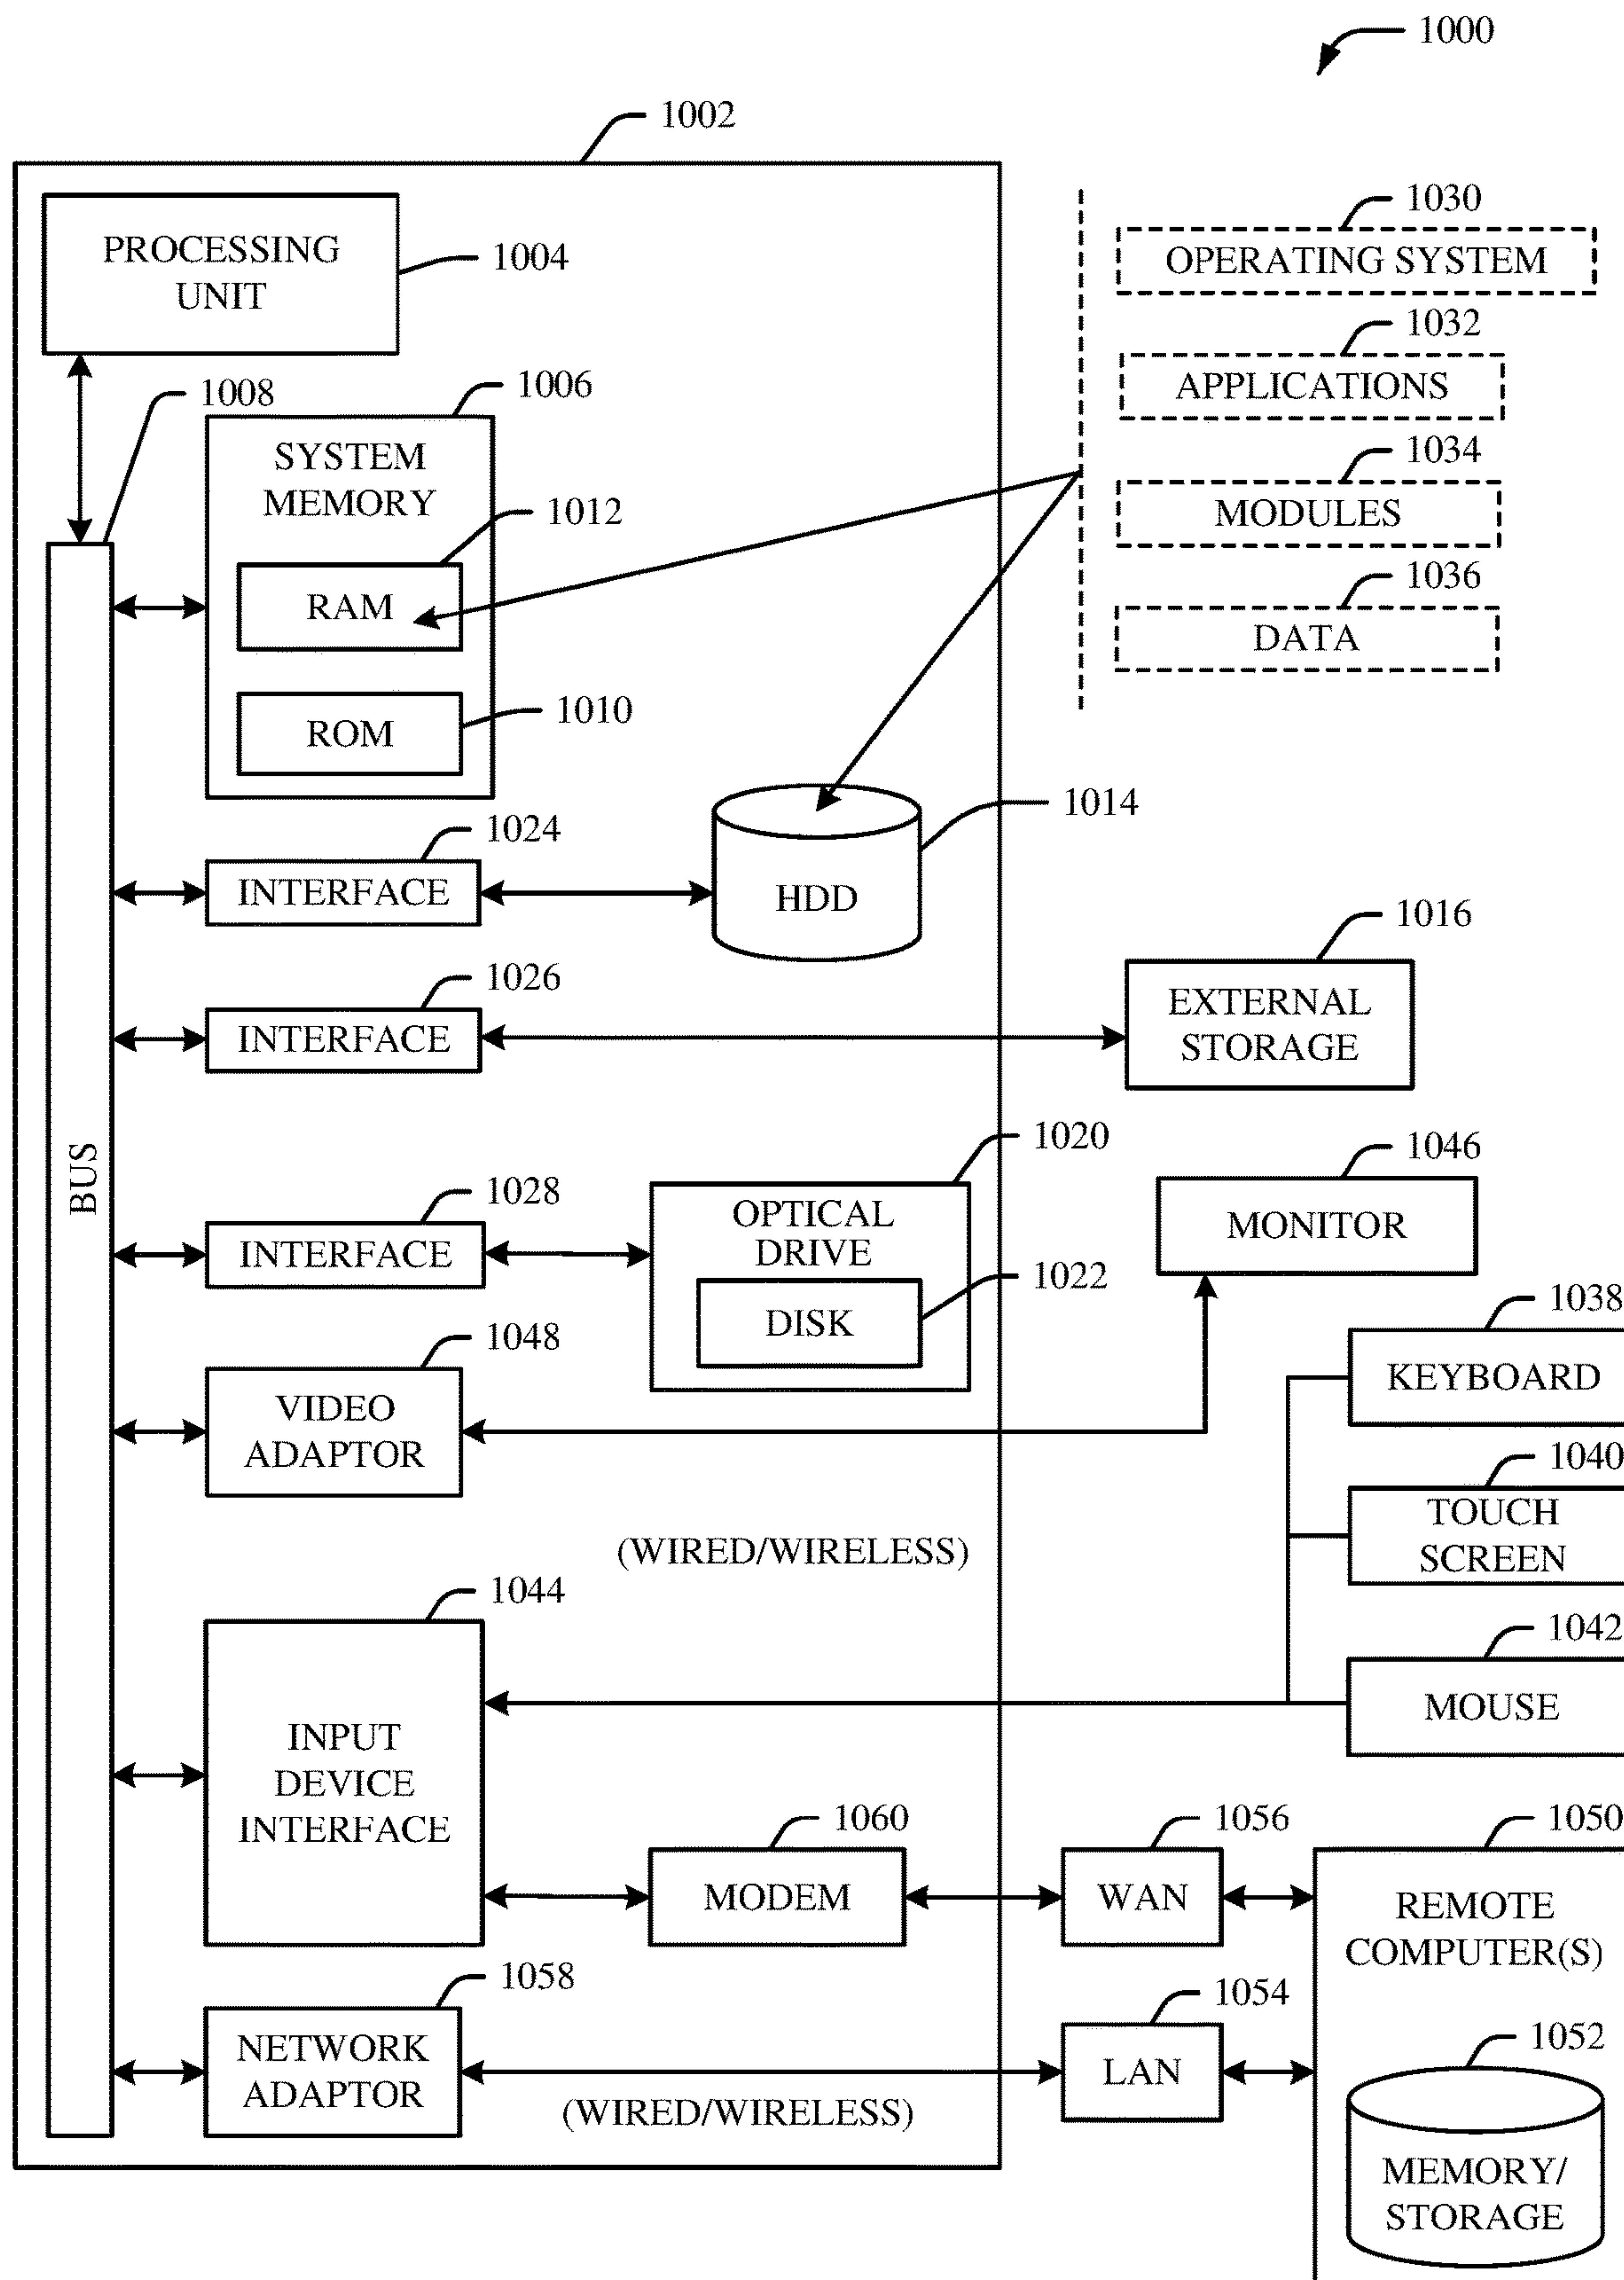 1000
1002
PROCESSING
UNIT
1004
1030
OPERATING SYSTEM
1032
APPLICATIONS
1034
MODULES
1036
DATA
1008
1006
SYSTEM
MEMORY
1012
RAM
1010
ROM
1024
INTERFACE
1014
HDD
1026
INTERFACE
1016
EXTERNAL
STORAGE
BUS
1028
INTERFACE
1020
OPTICAL
DRIVE
1022
DISK
1046
MONITOR
1048
VIDEO
ADAPTOR
1038
KEYBOARD
1040
TOUCH
SCREEN
(WIRED/WIRELESS)
1042
MOUSE
1044
INPUT
DEVICE
INTERFACE
1060
MODEM
1056
WAN
1050
REMOTE
COMPUTER(S)
1058
NETWORK
ADAPTOR
(WIRED/WIRELESS)
1054
LAN
1052
MEMORY/
STORAGE